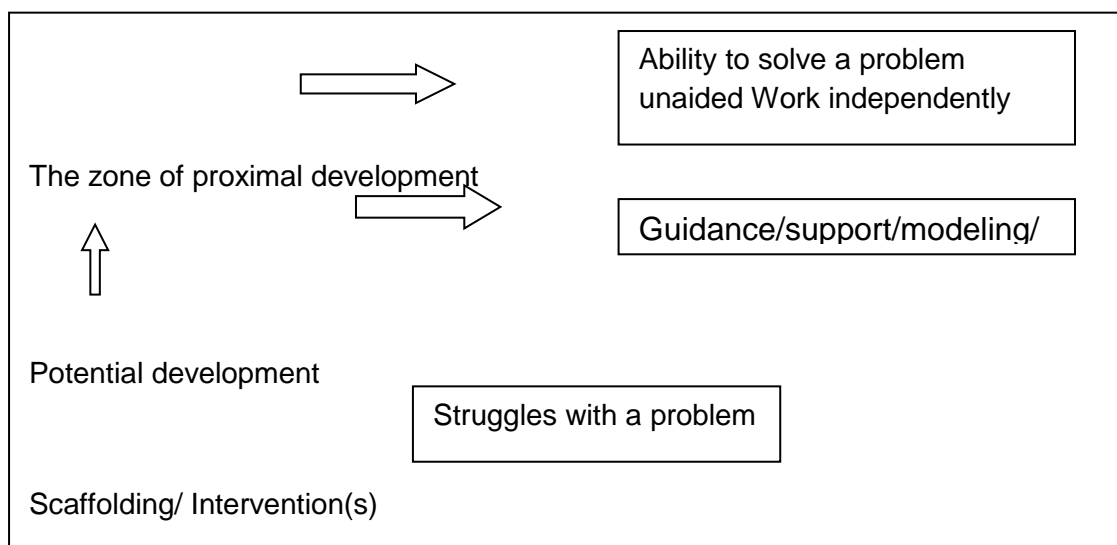 Ability to solve a problem
unaided Work independently
The zone of proximal development
Guidance/support/modeling/
Potential development
Struggles with a problem
Scaffolding/ Intervention(s)